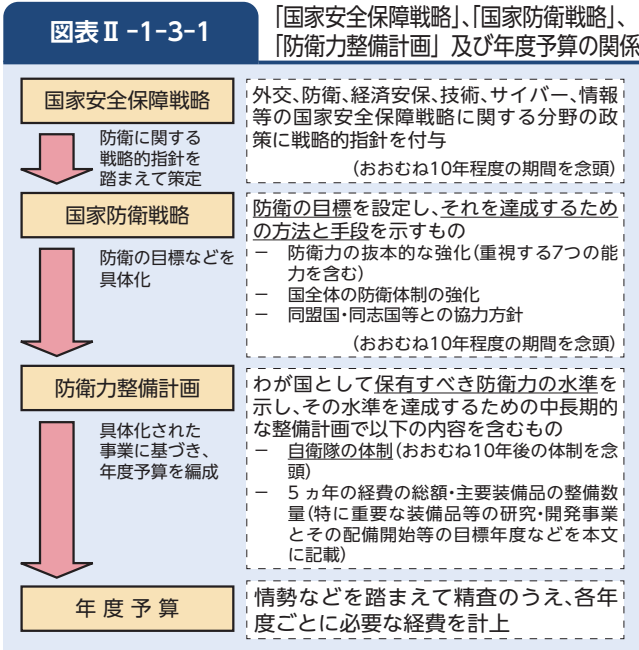 図表Ⅱ-1-3-1
「国家安全保障戦略」、「国家防衛戦略」、
「防衛力整備計画」及び年度予算の関係
国家安全保障戦略
外交、防衛、経済安保、技術、サイバー、情報
等の国家安全保障戦略に関する分野の政
策に戦略的指針を付与
(おおむね10年程度の期間を念頭)
防衛に関する
戦略的指針を
踏まえて策定
国家防衛戦略
防衛の目標を設定し、それを達成するため
の方法と手段を示すもの
－ 防衛力の抜本的な強化(重視する7つの能
力を含む)
－ 国全体の防衛体制の強化
－ 同盟国・同志国等との協力方針
(おおむね10年程度の期間を念頭)
防衛の目標などを
具体化
防衛力整備計画
わが国として保有すべき防衛力の水準を
示し、その水準を達成するための中長期的
な整備計画で以下の内容を含むもの
－ 自衛隊の体制(おおむね10年後の体制を念
頭)
－ 5ヵ年の経費の総額・主要装備品の整備数
量(特に重要な装備品等の研究・開発事業
とその配備開始等の目標年度などを本文
に記載)
具体化された
事業に基づき、
年度予算を編成
年度予算
情勢などを踏まえて精査のうえ、各年
度ごとに必要な経費を計上